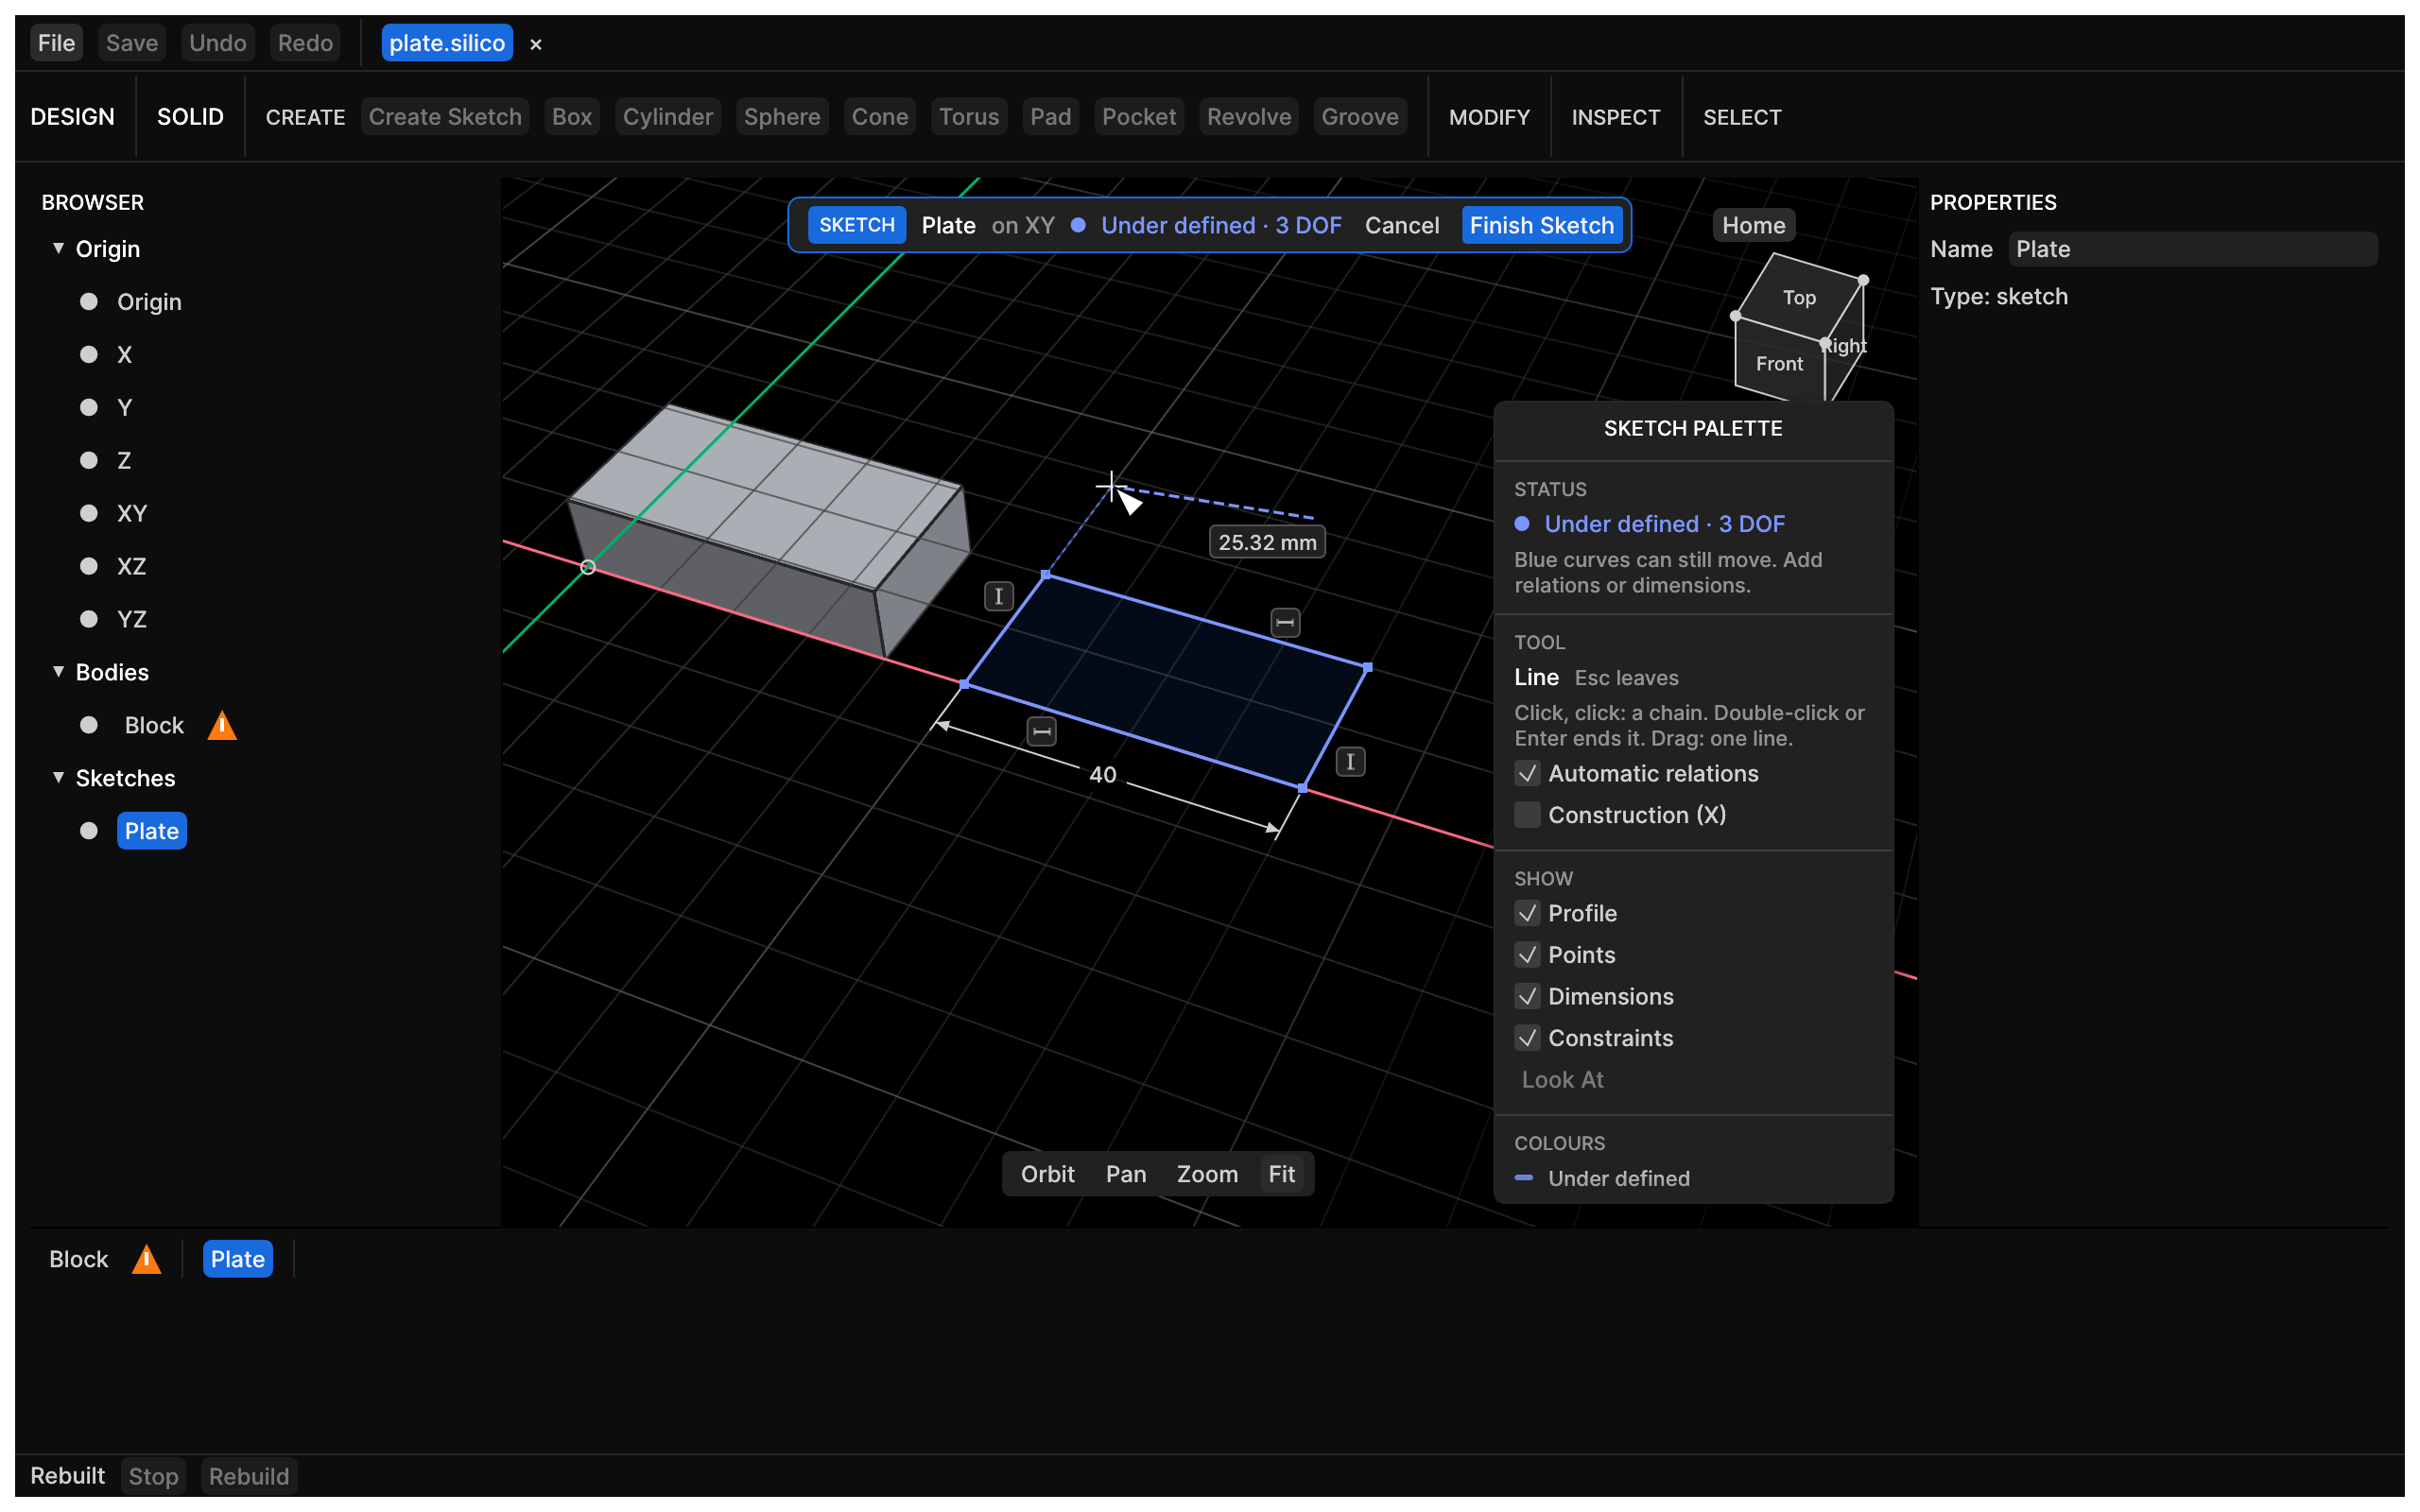 File Save Undo Redo plate.silico ×
DESIGN SOLID CREATE Create Sketch Box Cylinder Sphere Cone Torus Pad Pocket Revolve Groove MODIFY INSPECT SELECT
BROWSER
Origin
Origin
X
Y
Z
XY
XZ
YZ
Bodies
Block
Sketches
Plate
SKETCH Plate on XY Under defined · 3 DOF Cancel Finish Sketch
Home
Top
Front
Right
25.32 mm
40
SKETCH PALETTE
STATUS
Under defined · 3 DOF
Blue curves can still move. Add
relations or dimensions.
TOOL
Line Esc leaves
Click, click: a chain. Double-click or
Enter ends it. Drag: one line.
Automatic relations
Construction (X)
SHOW
Profile
Points
Dimensions
Constraints
Look At
COLOURS
Under defined
Orbit Pan Zoom Fit
PROPERTIES
Name Plate
Type: sketch
Block Plate
Rebuilt Stop Rebuild